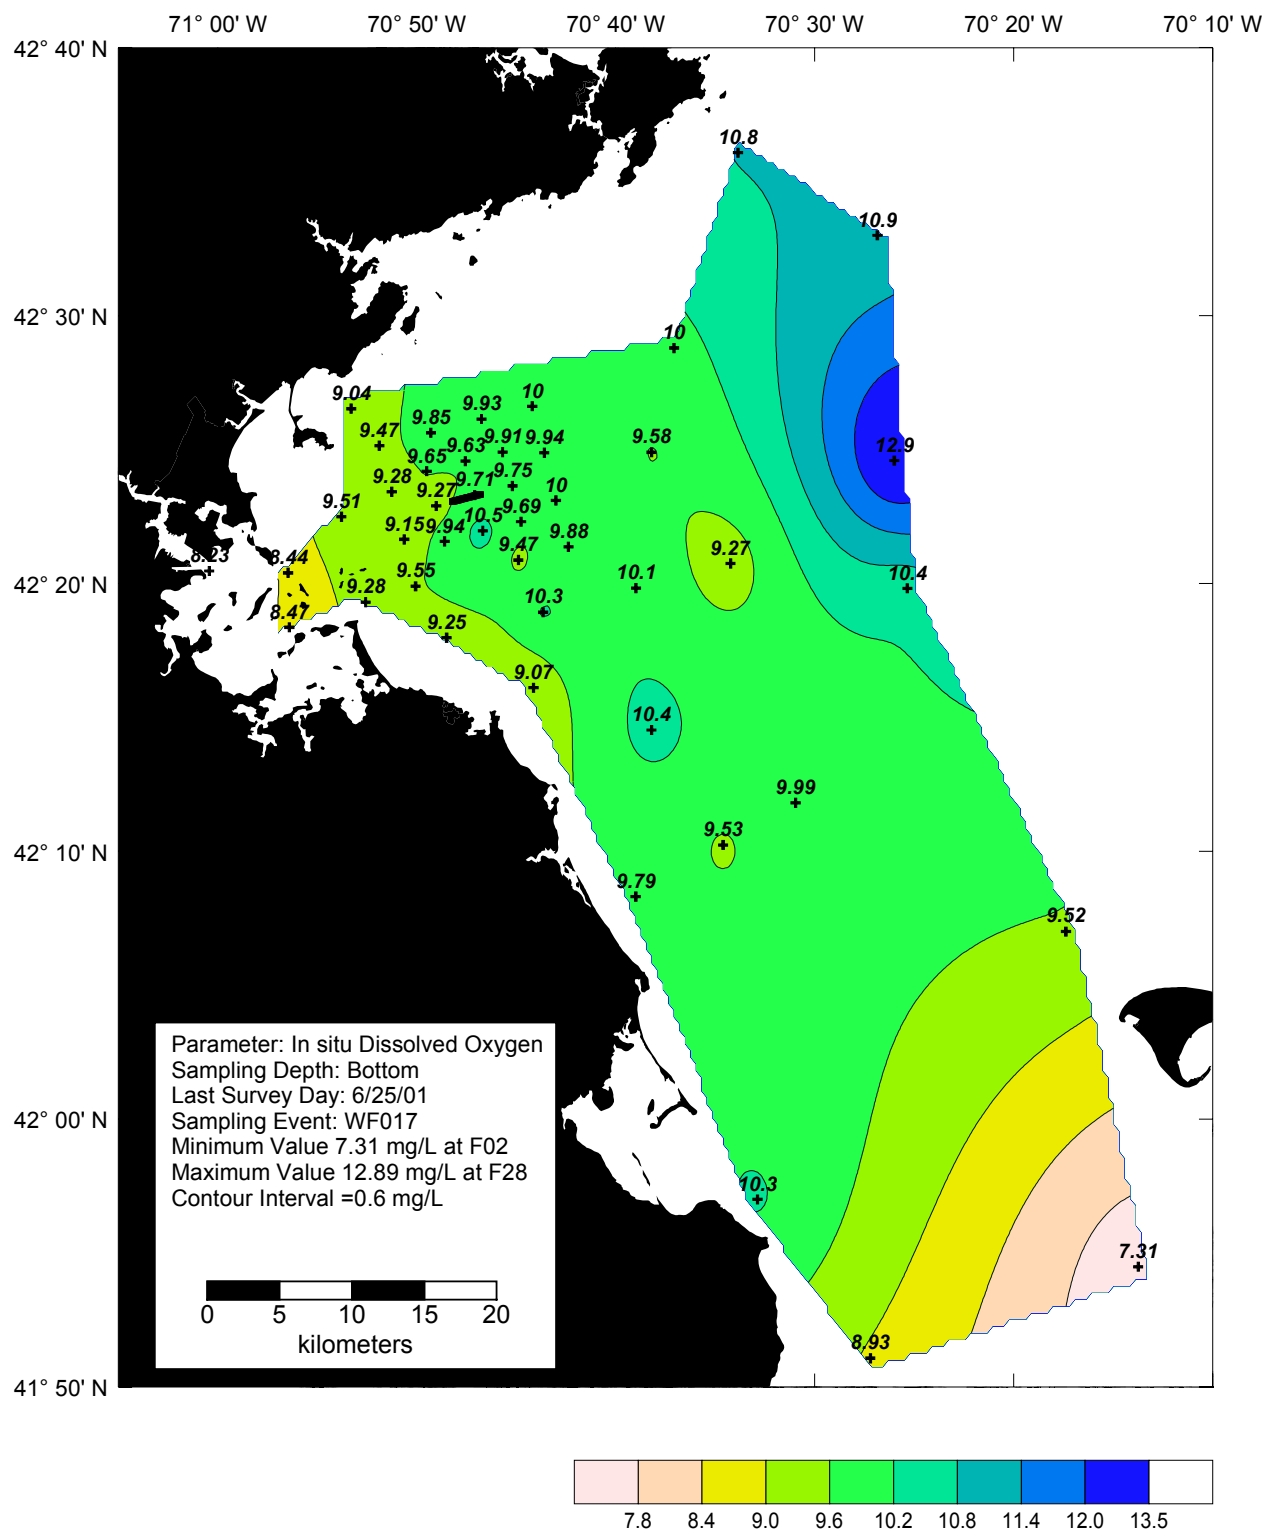 71° 00' W 70° 50' W 70° 40' W 70° 30' W 70° 20' W 70° 10' W
42° 40' N
10.8
10.9
42° 30' N
10
9.04
10
9.93
9.85
9.47
9.63
9.91
9.94
9.58
12.9
9.65
9.75
9.28
9.71
10
9.27
9.51
9.69
10.5
9.15
9.94
9.88
9.47
9.27
8.23
8.44
42° 20' N
9.55
10.1
10.4
9.28
10.3
8.47
9.25
9.07
10.4
9.99
9.53
42° 10' N
9.79
9.52
Parameter: In situ Dissolved Oxygen
Sampling Depth: Bottom
Last Survey Day: 6/25/01
Sampling Event: WF017
Minimum Value 7.31 mg/L at F02
Maximum Value 12.89 mg/L at F28
Contour Interval =0.6 mg/L
42° 00' N
10.3
7.31
0 5 10 15 20
kilometers
8.93
41° 50' N
7.8 8.4 9.0 9.6 10.2 10.8 11.4 12.0 13.5